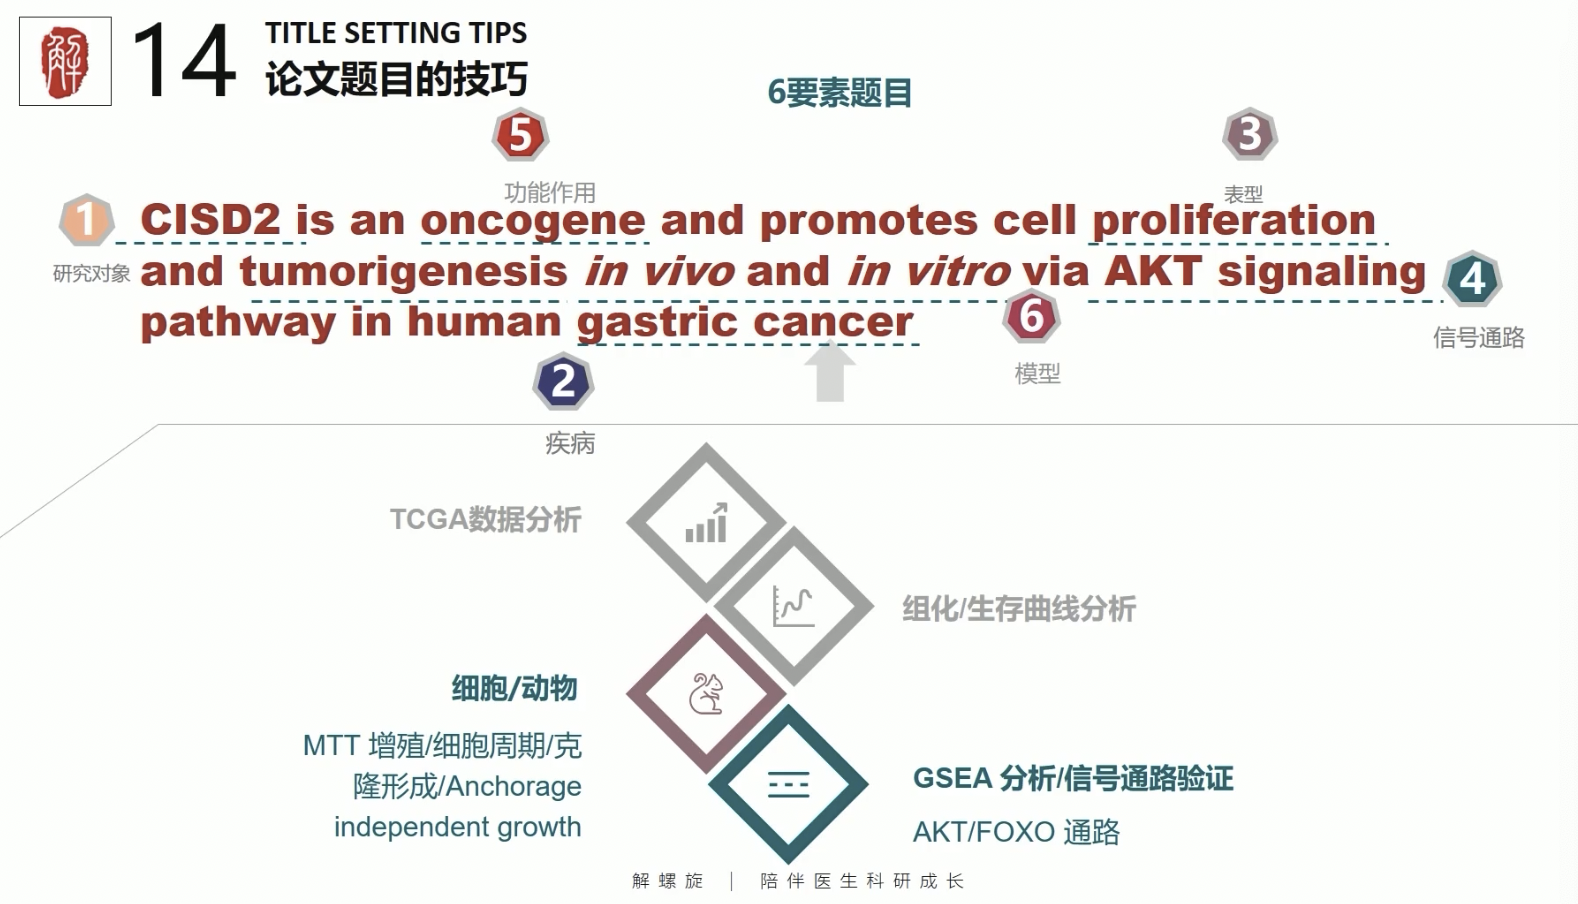 解
14
TITLE SETTING TIPS
论文题目的技巧
6要素题目
5
功能作用
3
表型
1
研究对象
CISD2 is an oncogene and promotes cell proliferation
and tumorigenesis in vivo and in vitro via AKT signaling
pathway in human gastric cancer
4
信号通路
6
模型
2
疾病
TCGA数据分析
组化/生存曲线分析
细胞/动物
MTT 增殖/细胞周期/克
隆形成/Anchorage
independent growth
GSEA 分析/信号通路验证
AKT/FOXO 通路
解螺旋 | 陪伴医生科研成长